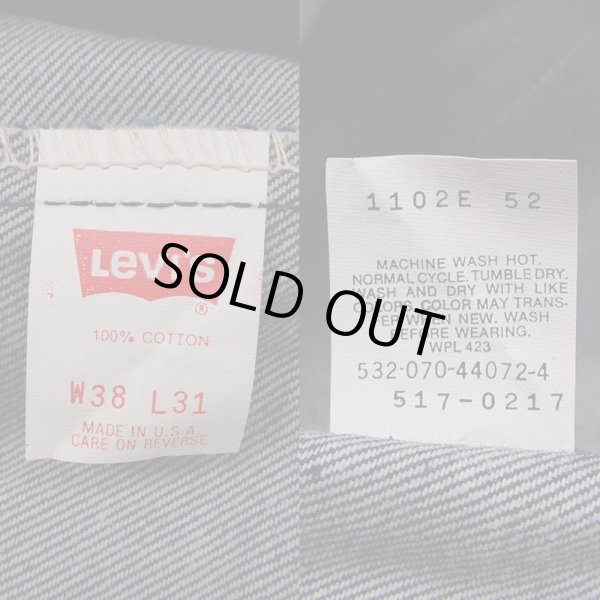 Levi's
®
100% COTTON
W38 L31
MADE IN U.S.A.
CARE ON REVERSE
SOLD OUT
1102E 52
MACHINE WASH HOT.
NORMAL CYCLE, TUMBLE DRY.
WASH AND DRY WITH LIKE
COLORS. COLOR MAY TRANS-
FER WHEN NEW. WASH
BEFORE WEARING.
WPL 423
532-070-44072-4
517-0217